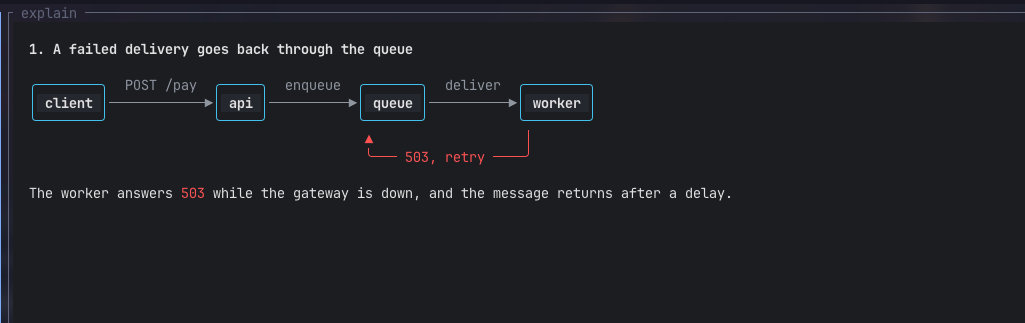 explain
1. A failed delivery goes back through the queue
POST /pay enqueue deliver
client api queue worker
503, retry
The worker answers 503 while the gateway is down, and the message returns after a delay.